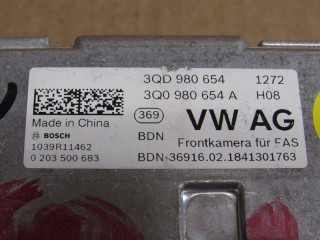 3QD 980 654 1272
3Q0 980 654 A H08
Made in China 369 VW AG
BOSCH BDN
1039R11462 Frontkamera für FAS
0 203 500 683 BDN-36916.02.1841301763